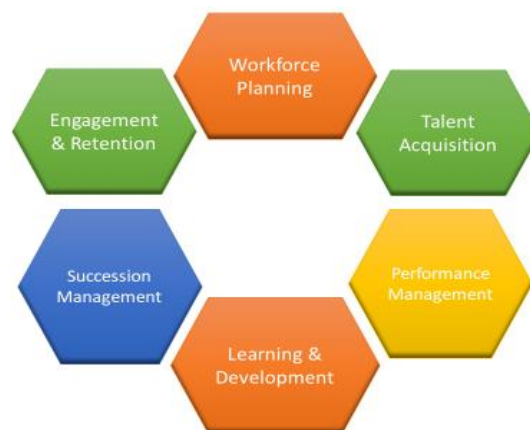 Workforce
Planning
Talent
Acquisition
Performance
Management
Learning &
Development
Succession
Management
Engagement
& Retention